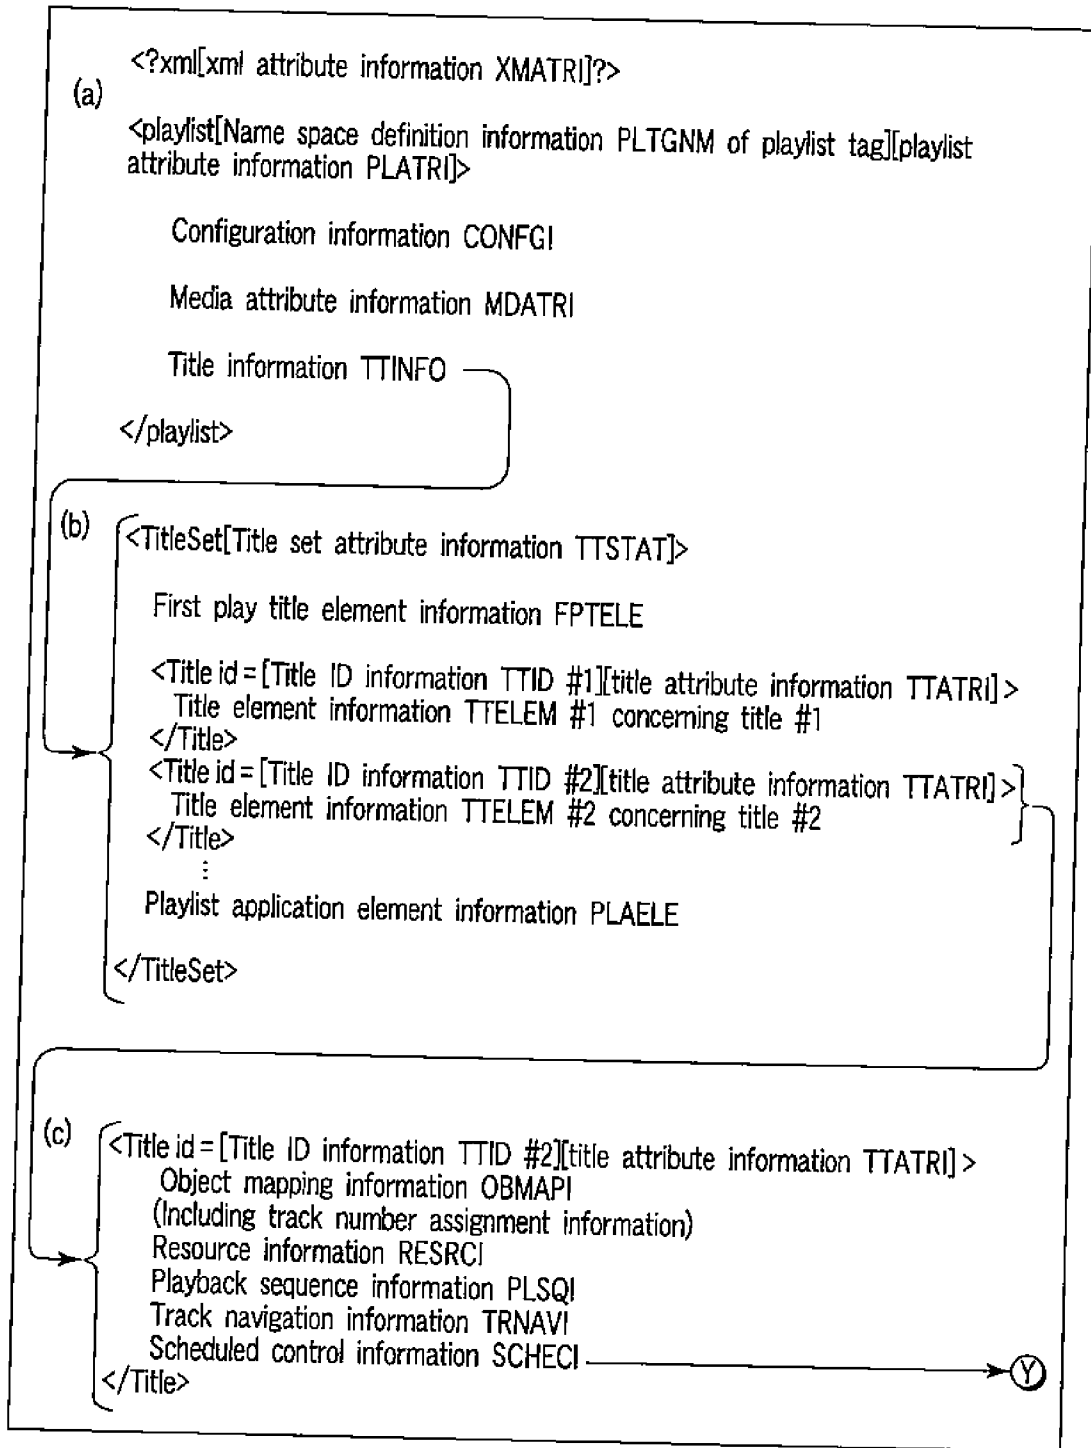 (a)
<?xml[xml attribute information XMATRI]?>
<playlist[Name space definition information PLTGNM of playlist tag][playlist
attribute information PLATRI]>
Configuration information CONFGI
Media attribute information MDATRI
Title information TTINFO
</playlist>
(b)
<TitleSet[Title set attribute information TTSTAT]>
First play title element information FPTELE
<Title id=[Title ID information TTID #1][title attribute information TTATRI]>
Title element information TTELEM #1 concerning title #1
</Title>
<Title id=[Title ID information TTID #2][title attribute information TTATRI]>
Title element information TTELEM #2 concerning title #2
</Title>
⋮
Playlist application element information PLAELE
</TitleSet>
(c)
<Title id=[Title ID information TTID #2][title attribute information TTATRI]>
Object mapping information OBMAPI
(Including track number assignment information)
Resource information RESRCI
Playback sequence information PLSQI
Track navigation information TRNAVI
Scheduled control information SCHECI
Y
</Title>